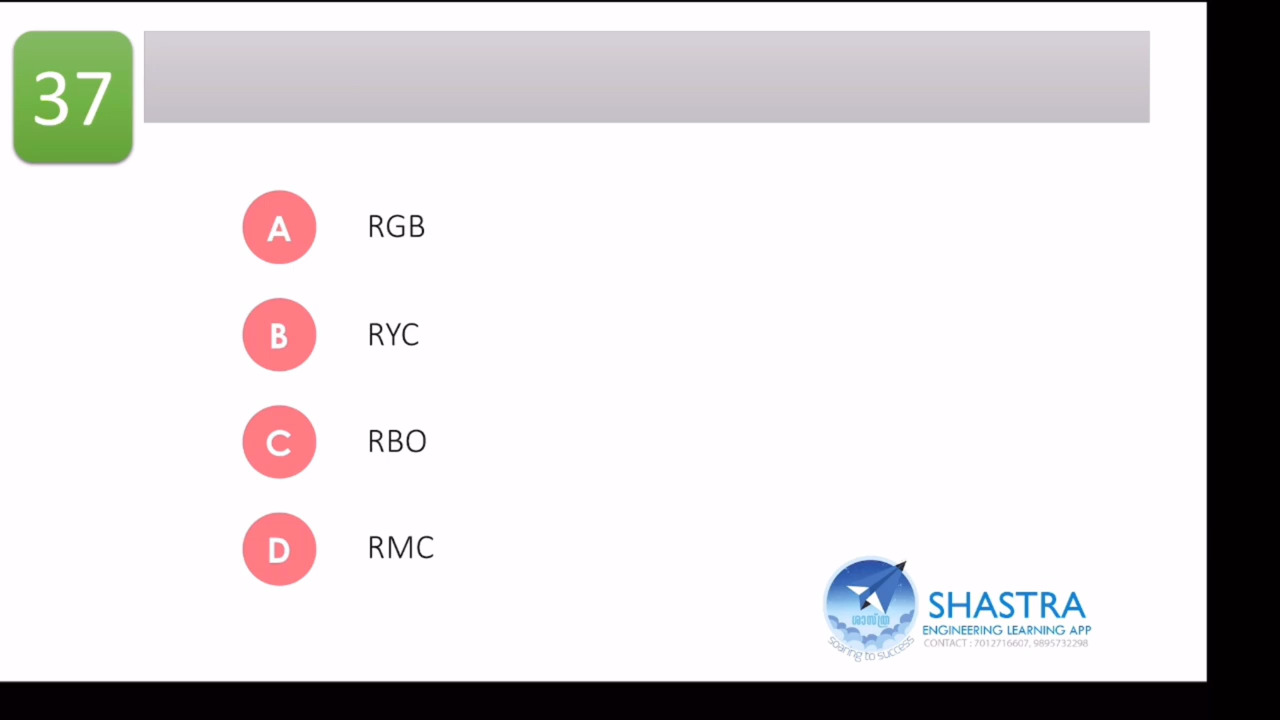 37
A RGB
B RYC
C RBO
D RMC
ശാസ്ത്ര
soaring to success
SHASTRA
ENGINEERING LEARNING APP
CONTACT : 7012716607, 9895732298